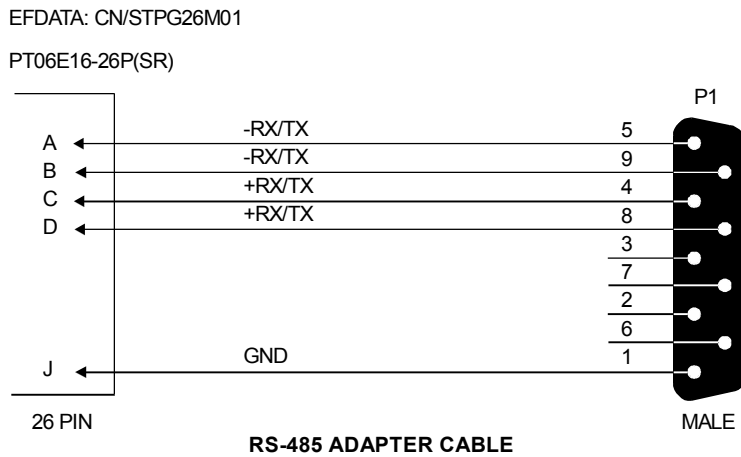 EFDATA: CN/STPG26M01
PT06E16-26P(SR)
P1
A -RX/TX 5
B -RX/TX 9
C +RX/TX 4
D +RX/TX 8
3
7
2
6
J GND 1
26 PIN MALE
RS-485 ADAPTER CABLE